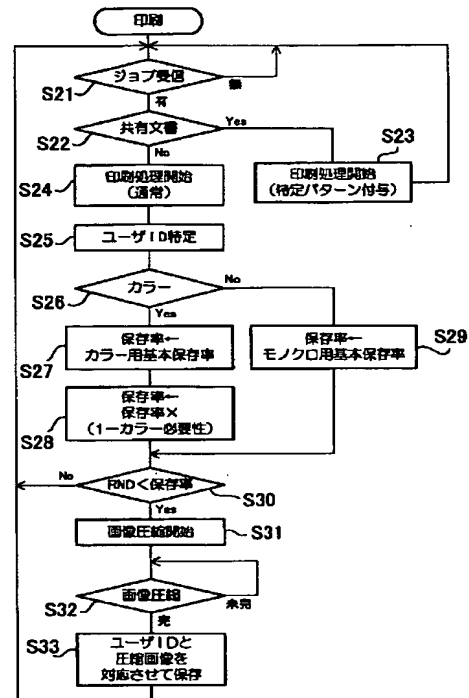 印刷
S21
ジョブ受信
無
有
S22
共有文書
Yes
No
S23
印刷処理開始
(特定パターン付与)
S24
印刷処理開始
(通常)
S25
ユーザID特定
S26
カラー
No
Yes
S27
保存率←
カラー用基本保存率
保存率←
モノクロ用基本保存率
S29
S28
保存率←
保存率×
(1ーカラー必要性)
No
RND<保存率
S30
Yes
画像圧縮開始
S31
S32
画像圧縮
未完
完
S33
ユーザIDと
圧縮画像を
対応させて保存